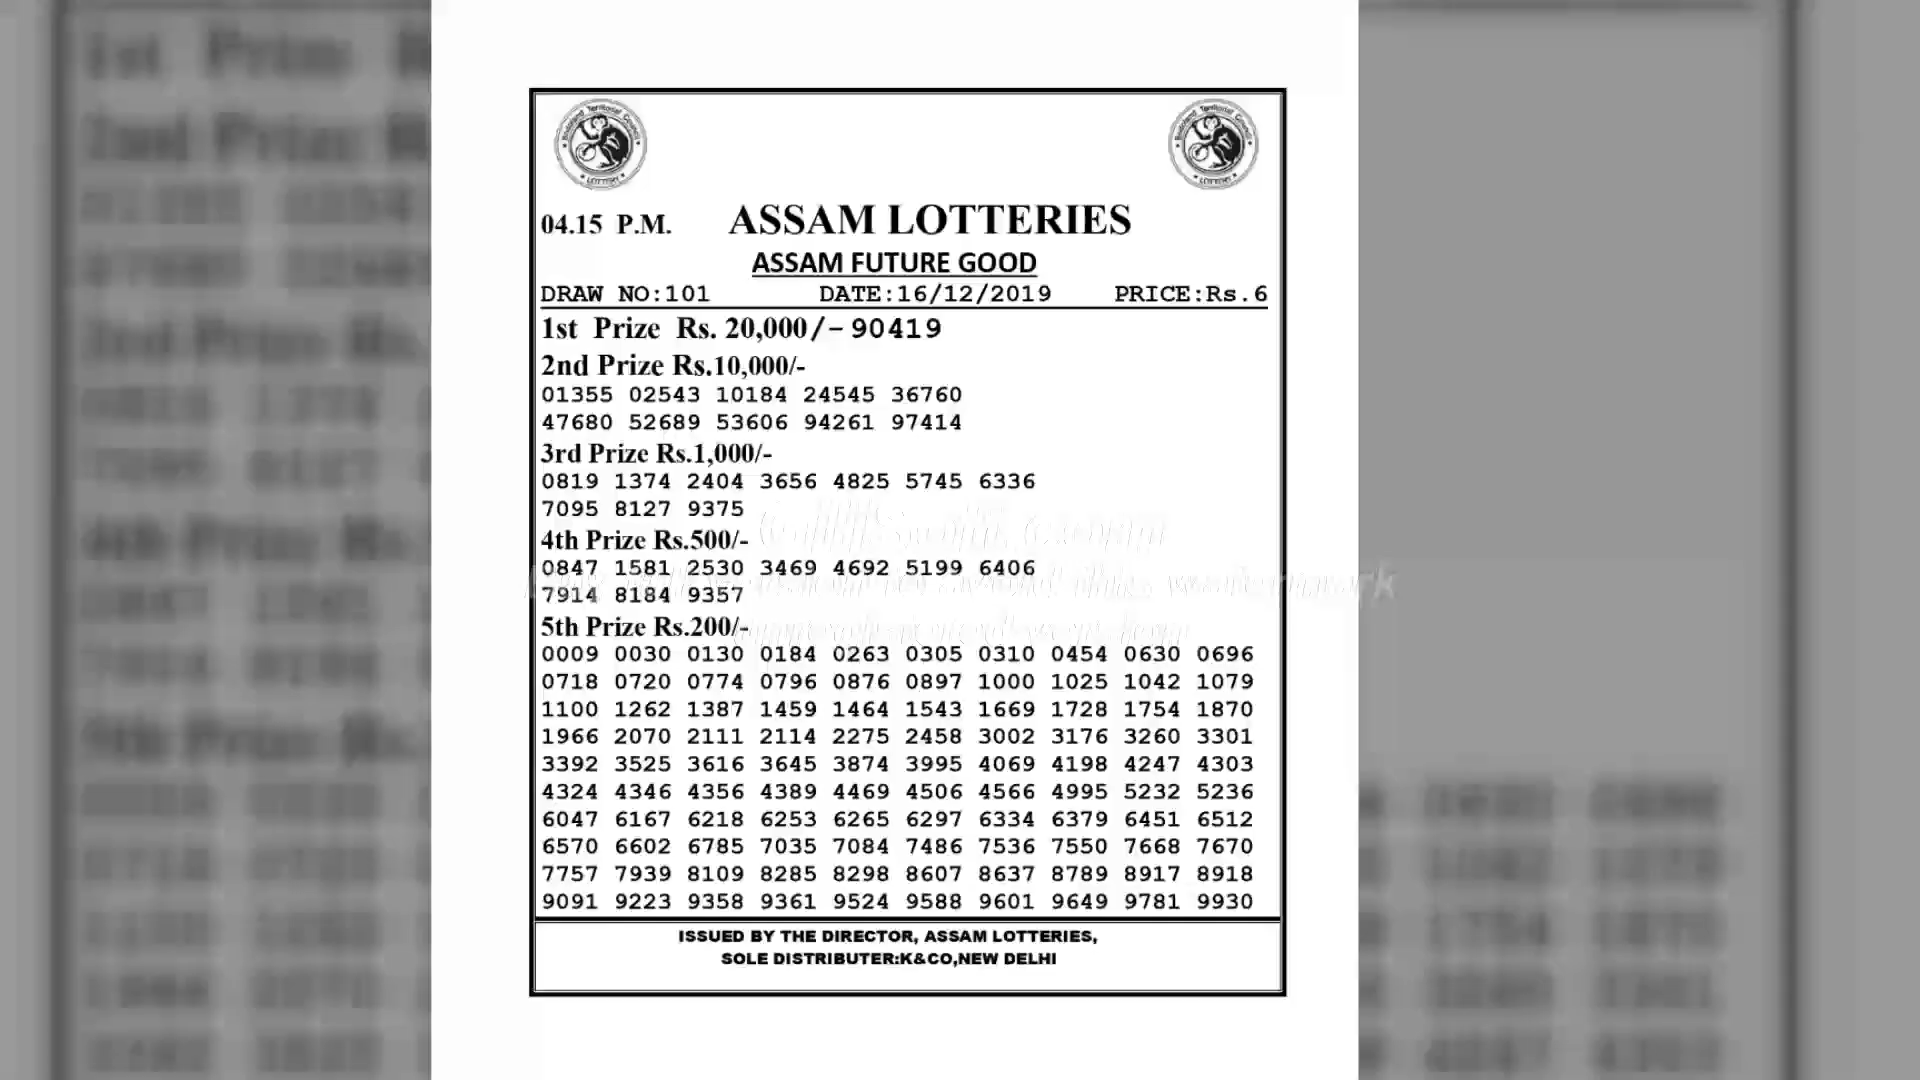 Bodoland Territorial Council
LOTTERY
Bodoland Territorial Council
LOTTERY
04.15 P.M. ASSAM LOTTERIES
ASSAM FUTURE GOOD
DRAW NO:101 DATE:16/12/2019 PRICE:Rs.6
1st Prize Rs. 20,000/- 90419
2nd Prize Rs.10,000/-
01355 02543 10184 24545 36760
47680 52689 53606 94261 97414
3rd Prize Rs.1,000/-
0819 1374 2404 3656 4825 5745 6336
7095 8127 9375
4th Prize Rs.500/-
0847 1581 2530 3469 4692 5199 6406
7914 8184 9357
5th Prize Rs.200/-
0009 0030 0130 0184 0263 0305 0310 0454 0630 0696
0718 0720 0774 0796 0876 0897 1000 1025 1042 1079
1100 1262 1387 1459 1464 1543 1669 1728 1754 1870
1966 2070 2111 2114 2275 2458 3002 3176 3260 3301
3392 3525 3616 3645 3874 3995 4069 4198 4247 4303
4324 4346 4356 4389 4469 4506 4566 4995 5232 5236
6047 6167 6218 6253 6265 6297 6334 6379 6451 6512
6570 6602 6785 7035 7084 7486 7536 7550 7668 7670
7757 7939 8109 8285 8298 8607 8637 8789 8917 8918
9091 9223 9358 9361 9524 9588 9601 9649 9781 9930
ISSUED BY THE DIRECTOR, ASSAM LOTTERIES,
SOLE DISTRIBUTER:K&CO,NEW DELHI